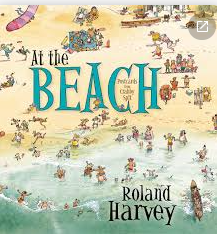 At the
BEACH
Postcards
from
Crabby
Spit
Roland
Harvey